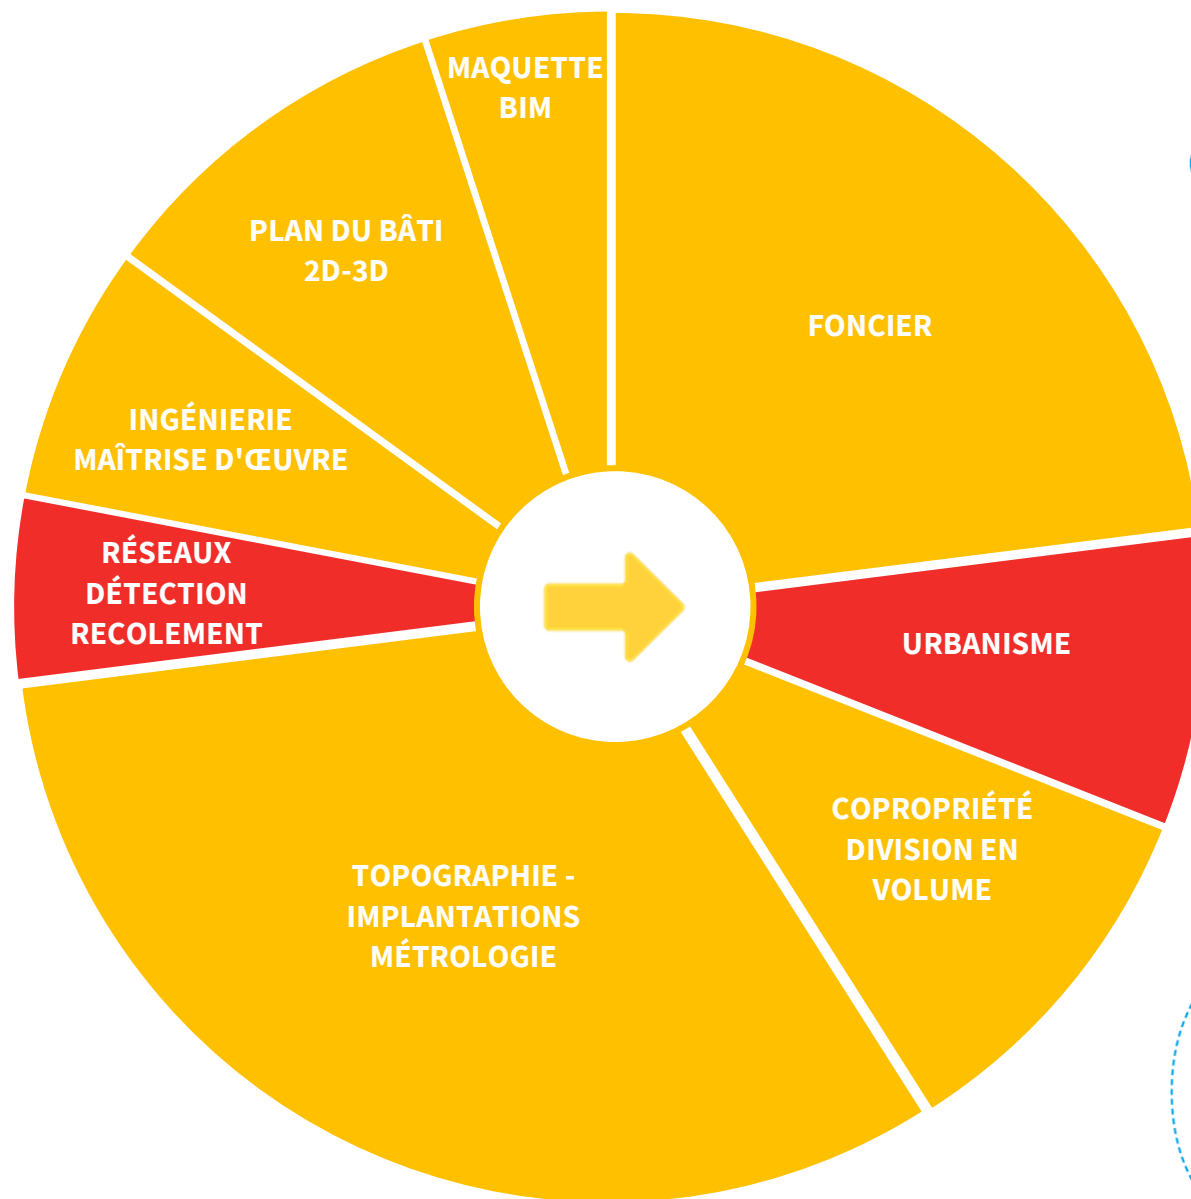 MAQUETTE
BIM
PLAN DU BÂTI
2D-3D
FONCIER
INGÉNIERIE
MAÎTRISE D'ŒUVRE
RÉSEAUX
DÉTECTION
RECOLEMENT
URBANISME
COPROPRIÉTÉ
DIVISION EN
VOLUME
TOPOGRAPHIE -
IMPLANTATIONS
MÉTROLOGIE